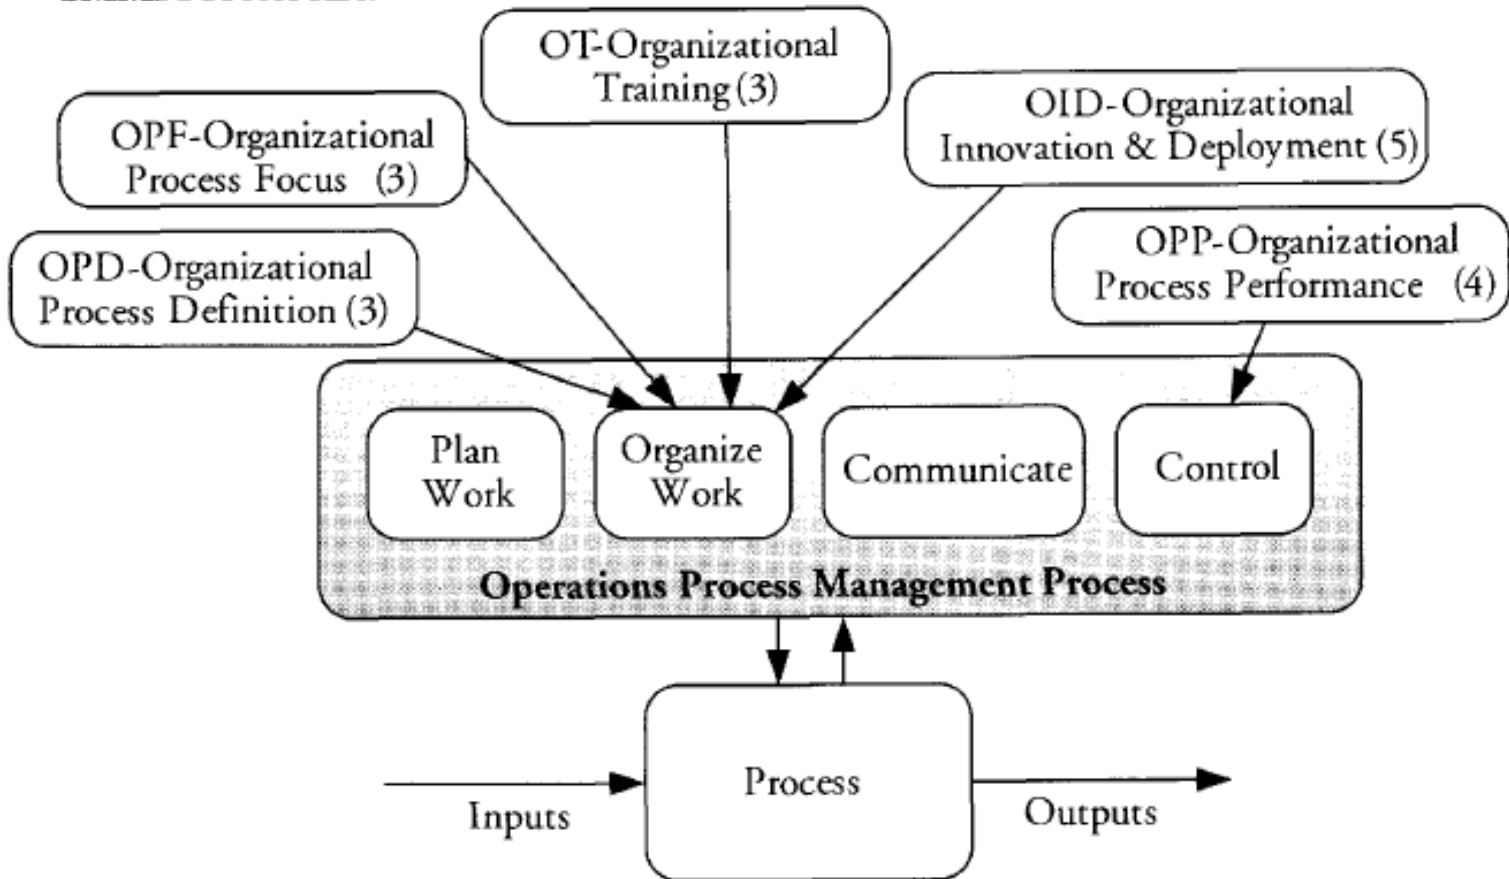 OT-Organizational
Training (3)
OPF-Organizational
Process Focus (3)
OID-Organizational
Innovation & Deployment (5)
OPD-Organizational
Process Definition (3)
OPP-Organizational
Process Performance (4)
Plan
Work
Organize
Work
Communicate
Control
Operations Process Management Process
Process
Inputs
Outputs